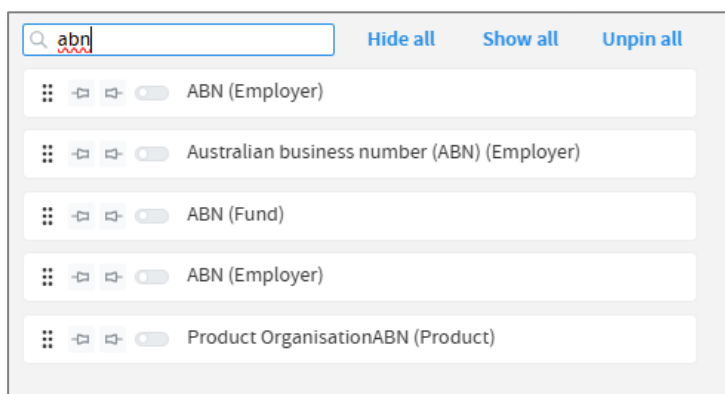 abn Hide all Show all Unpin all
ABN (Employer)
Australian business number (ABN) (Employer)
ABN (Fund)
ABN (Employer)
Product OrganisationABN (Product)